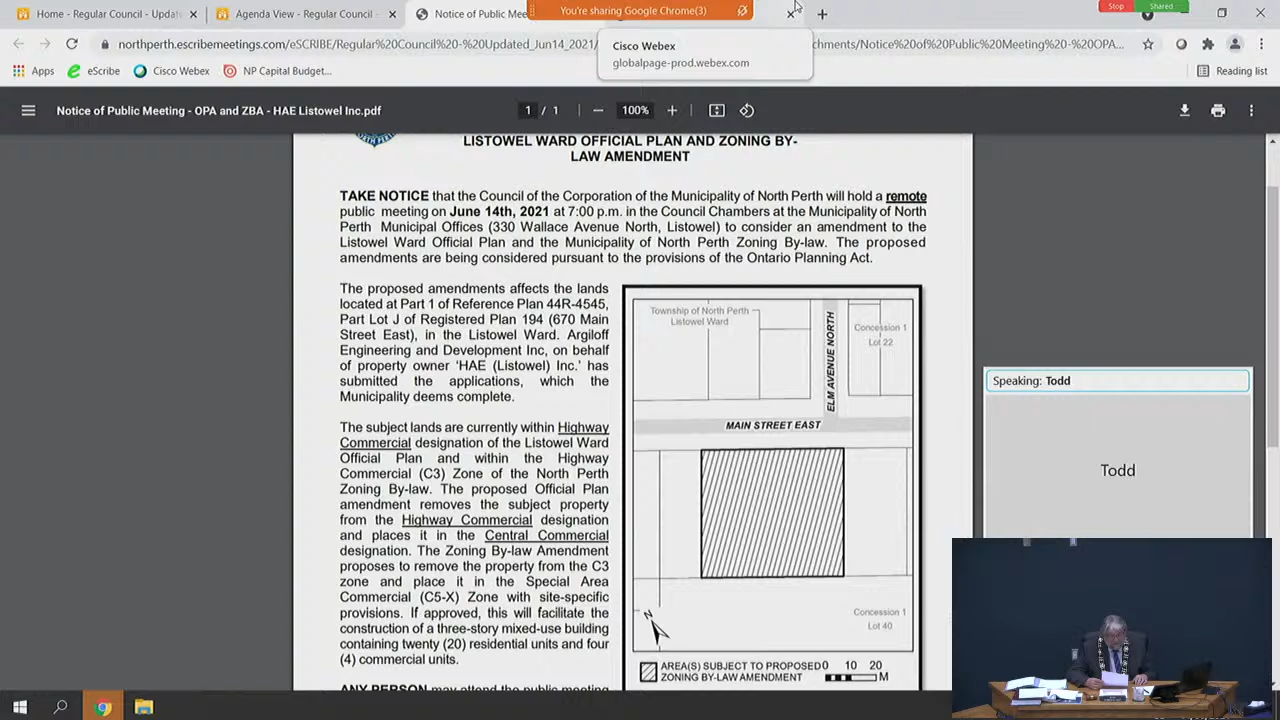 Home - Regular Council - Updat
Agenda View - Regular Council -
Notice of Public Meeting
You're sharing Google Chrome(3)
Stop
Shared
northperth.escribemeetings.com/eSCRIBE/Regular%20Council%20-%20Updated_Jun14_2021/
chments/Notice%20of%20Public%20Meeting%20-%20OPA...
Cisco Webex
globalpage-prod.webex.com
Apps
eScribe
Cisco Webex
NP Capital Budget...
Reading list
Notice of Public Meeting - OPA and ZBA - HAE Listowel Inc.pdf
1 / 1
100%
LISTOWEL WARD OFFICIAL PLAN AND ZONING BY-
LAW AMENDMENT
TAKE NOTICE that the Council of the Corporation of the Municipality of North Perth will hold a remote
public meeting on June 14th, 2021 at 7:00 p.m. in the Council Chambers at the Municipality of North
Perth Municipal Offices (330 Wallace Avenue North, Listowel) to consider an amendment to the
Listowel Ward Official Plan and the Municipality of North Perth Zoning By-law. The proposed
amendments are being considered pursuant to the provisions of the Ontario Planning Act.
The proposed amendments affects the lands
located at Part 1 of Reference Plan 44R-4545,
Part Lot J of Registered Plan 194 (670 Main
Street East), in the Listowel Ward. Argiloff
Engineering and Development Inc, on behalf
of property owner ‘HAE (Listowel) Inc.’ has
submitted the applications, which the
Municipality deems complete.
The subject lands are currently within Highway
Commercial designation of the Listowel Ward
Official Plan and within the Highway
Commercial (C3) Zone of the North Perth
Zoning By-law. The proposed Official Plan
amendment removes the subject property
from the Highway Commercial designation
and places it in the Central Commercial
designation. The Zoning By-law Amendment
proposes to remove the property from the C3
zone and place it in the Special Area
Commercial (C5-X) Zone with site-specific
provisions. If approved, this will facilitate the
construction of a three-story mixed-use building
containing twenty (20) residential units and four
(4) commercial units.
ANY PERSON may attend the public meeting
Township of North Perth
Listowel Ward
ELM AVENUE NORTH
Concession 1
Lot 22
MAIN STREET EAST
N
Concession 1
Lot 40
AREA(S) SUBJECT TO PROPOSED
ZONING BY-LAW AMENDMENT
0 10 20
M
Speaking: Todd
Todd